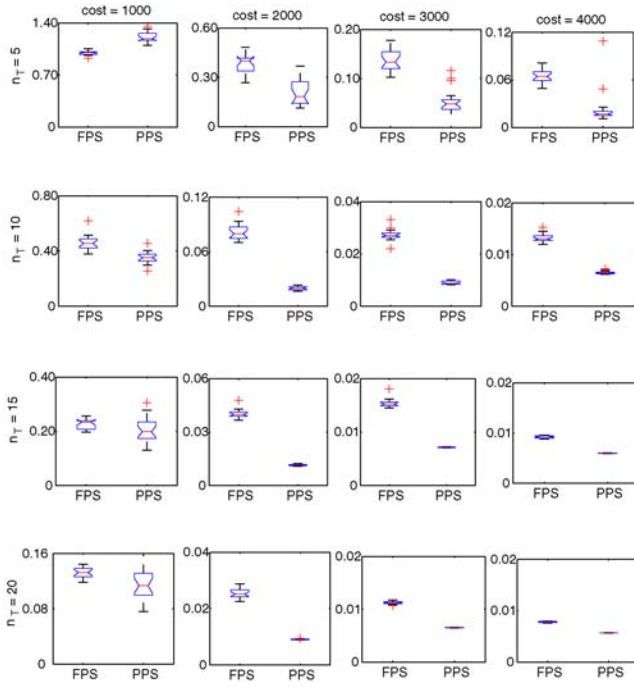 cost = 1000
cost = 2000
cost = 3000
cost = 4000
n_T = 5
1.40
0.70
0
FPS PPS
0.60
0.30
0
FPS PPS
0.20
0.10
0
FPS PPS
0.12
0.06
0
FPS PPS
n_T = 10
0.80
0.40
0
FPS PPS
0.12
0.06
0
FPS PPS
0.04
0.02
0
FPS PPS
0.02
0.01
0
FPS PPS
n_T = 15
0.40
0.20
0
FPS PPS
0.06
0.03
0
FPS PPS
0.02
0.01
0
FPS PPS
0.02
0.01
0
FPS PPS
n_T = 20
0.16
0.08
0
FPS PPS
0.04
0.02
0
FPS PPS
0.02
0.01
0
FPS PPS
0.02
0.01
0
FPS PPS